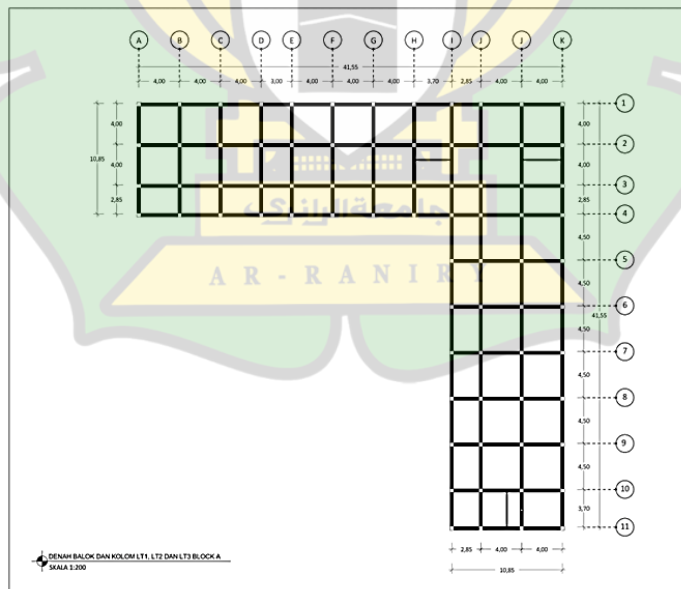 A B C D E F G H I J J K
41,55
4,00 4,00 4,00 3,00 4,00 4,00 4,00 3,70 2,85 4,00 4,00
1
4,00 4,00
2
10,85 4,00 4,00
3
2,85 2,85
4
جامعة الرانري
4,50
5
AR-RANIRY
4,50
6
41,55
4,50
7
4,50
8
4,50
9
4,50
10
3,70
11
2,85 4,00 4,00
10,85
DENAH BALOK DAN KOLOM LT1, LT2 DAN LT3 BLOCK A
SKALA 1:200